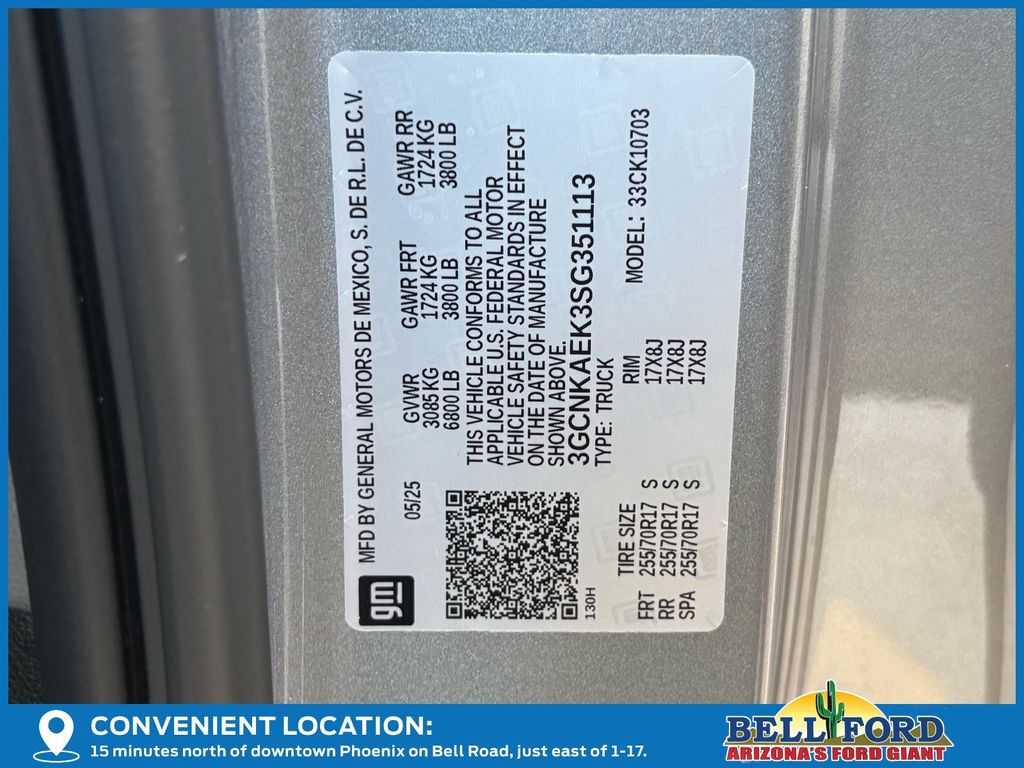 gm MFD BY GENERAL MOTORS DE MEXICO, S. DE R.L. DE C.V.
05/25
GVWR GAWR FRT GAWR RR
3085 KG 1724 KG 1724 KG
6800 LB 3800 LB 3800 LB
THIS VEHICLE CONFORMS TO ALL
APPLICABLE U.S. FEDERAL MOTOR
VEHICLE SAFETY STANDARDS IN EFFECT
ON THE DATE OF MANUFACTURE
SHOWN ABOVE.
3GCNKAEK3SG351113
130H
TYPE: TRUCK
TIRE SIZE RIM MODEL: 33CK10703
FRT 255/70R17 S 17X8J
RR 255/70R17 S 17X8J
SPA 255/70R17 S 17X8J
CONVENIENT LOCATION:
15 minutes north of downtown Phoenix on Bell Road, just east of 1-17.
BELL FORD
ARIZONA'S FORD GIANT